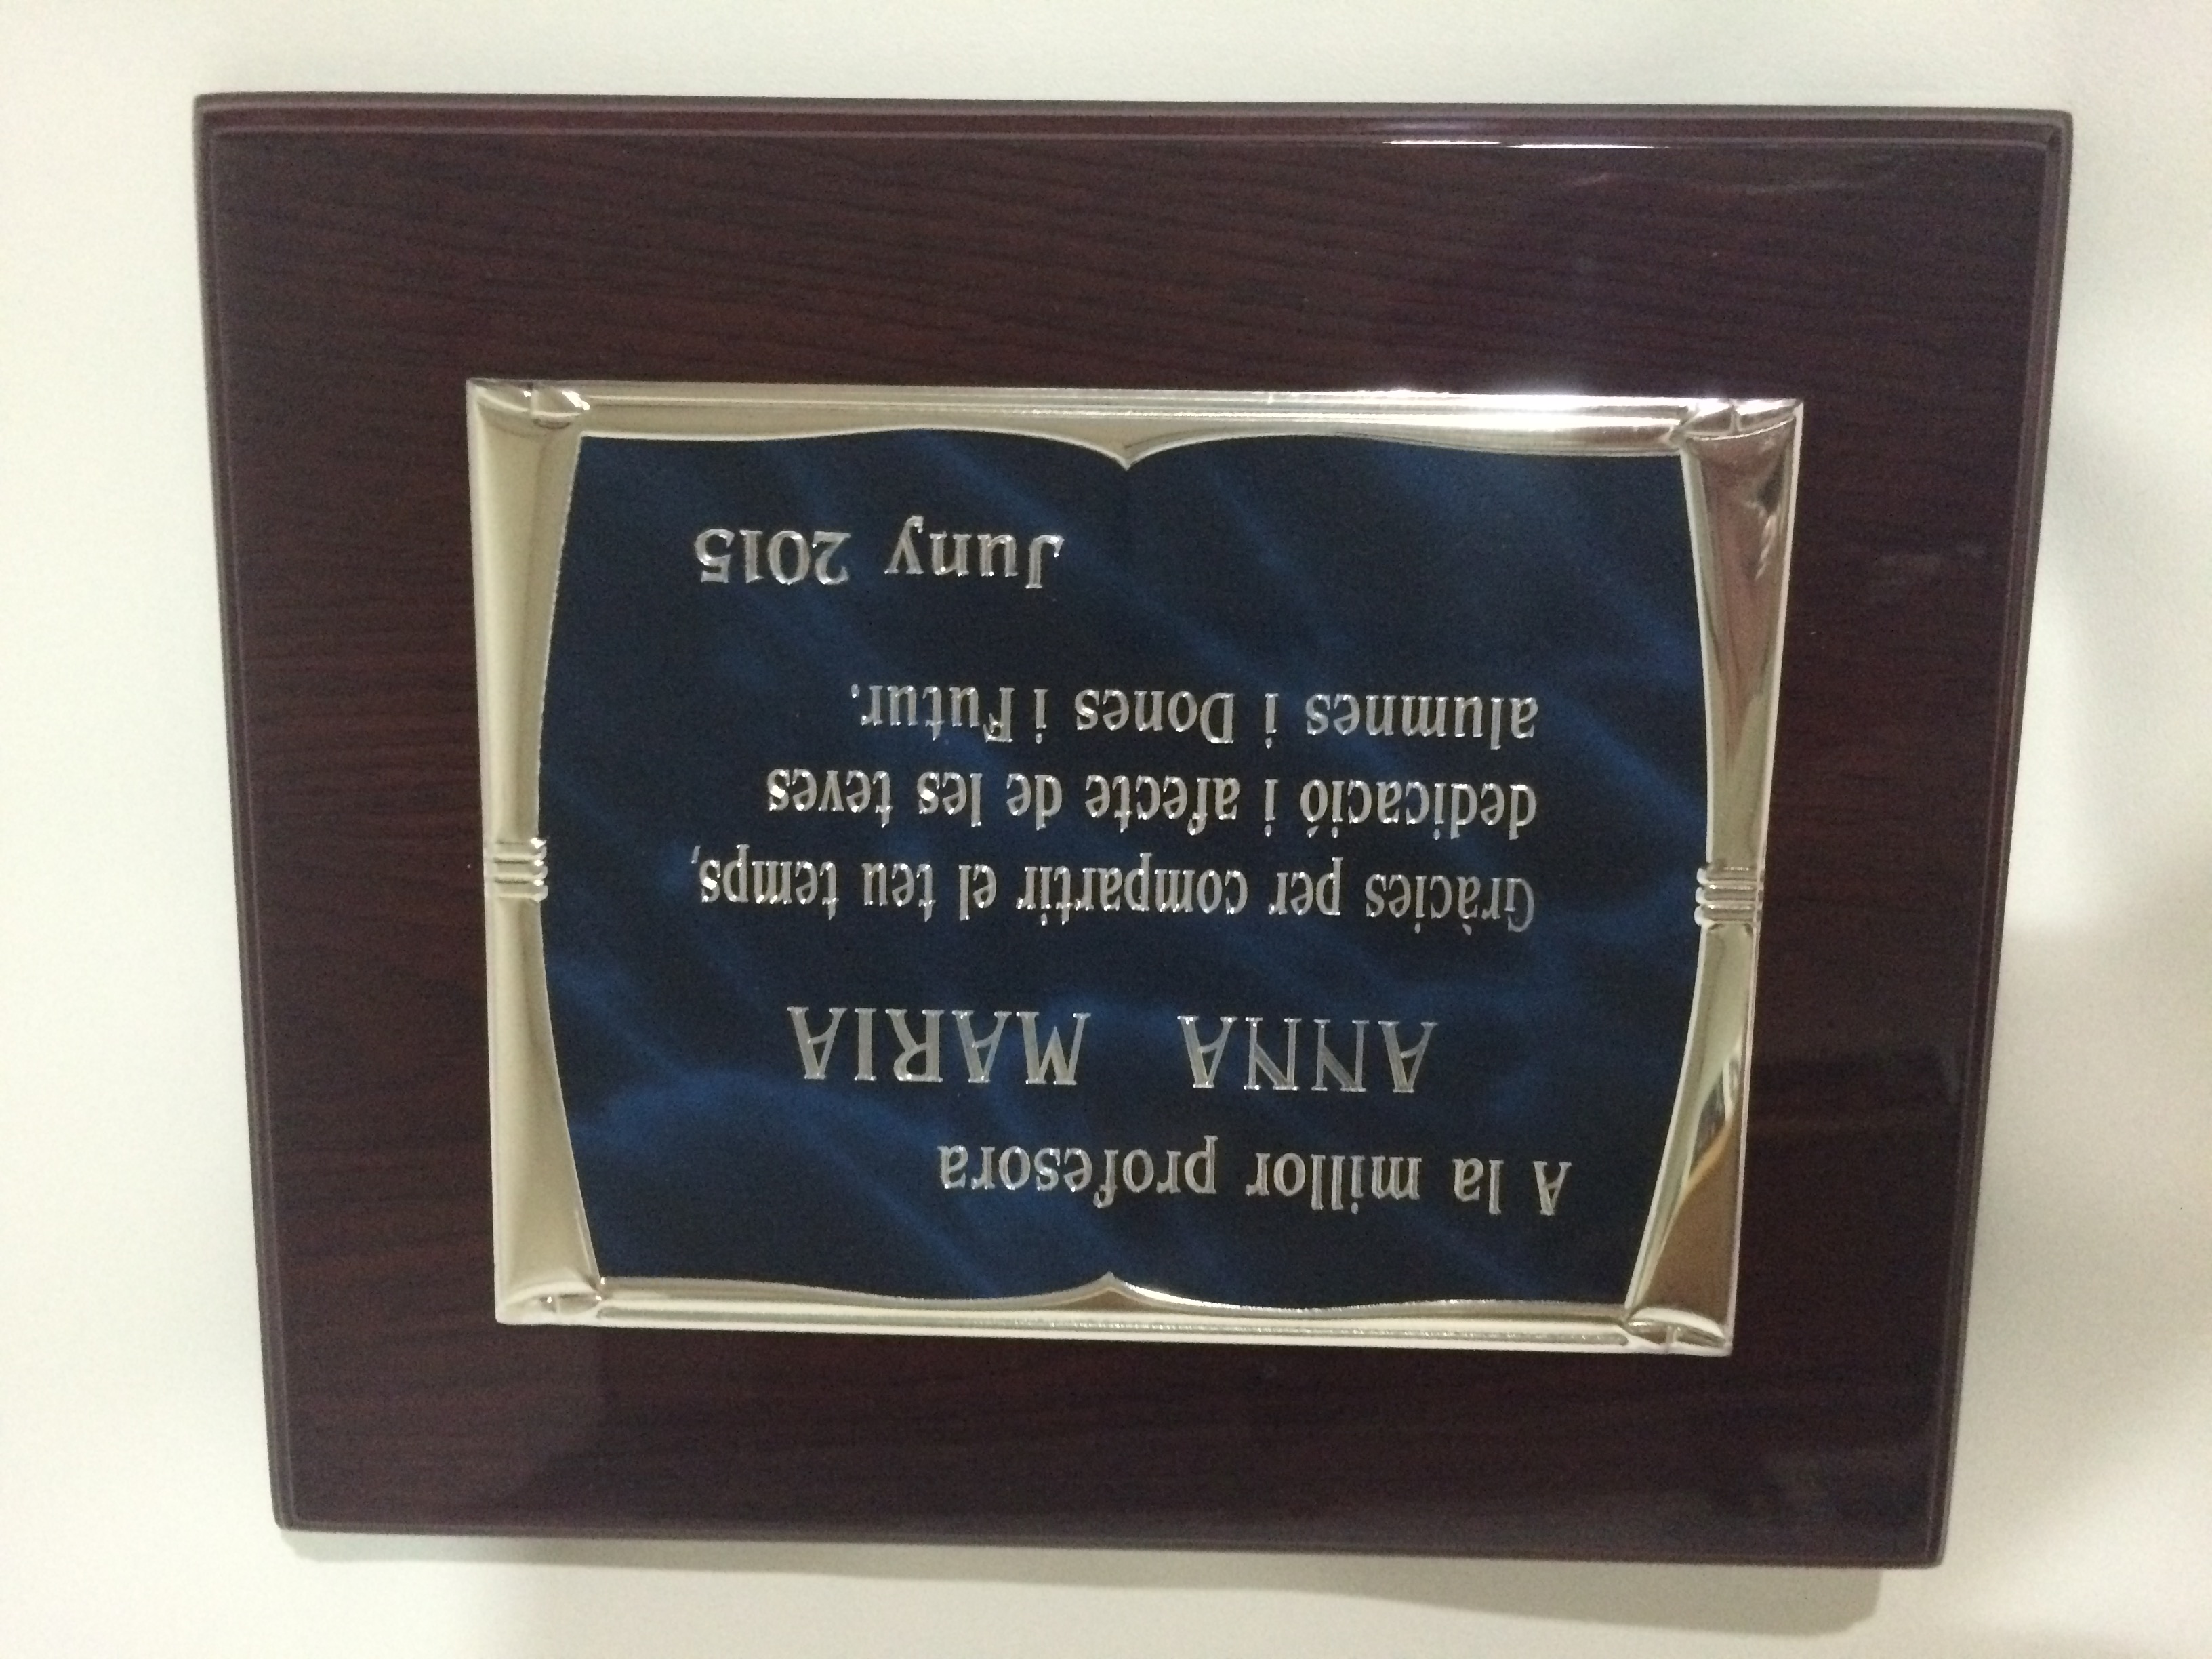 A la millor profesora
ANNA MARIA
Gràcies per compartir el teu temps,
dedicació i afecte de les teves
alumnes i Dones i Futur.
Juny 2015